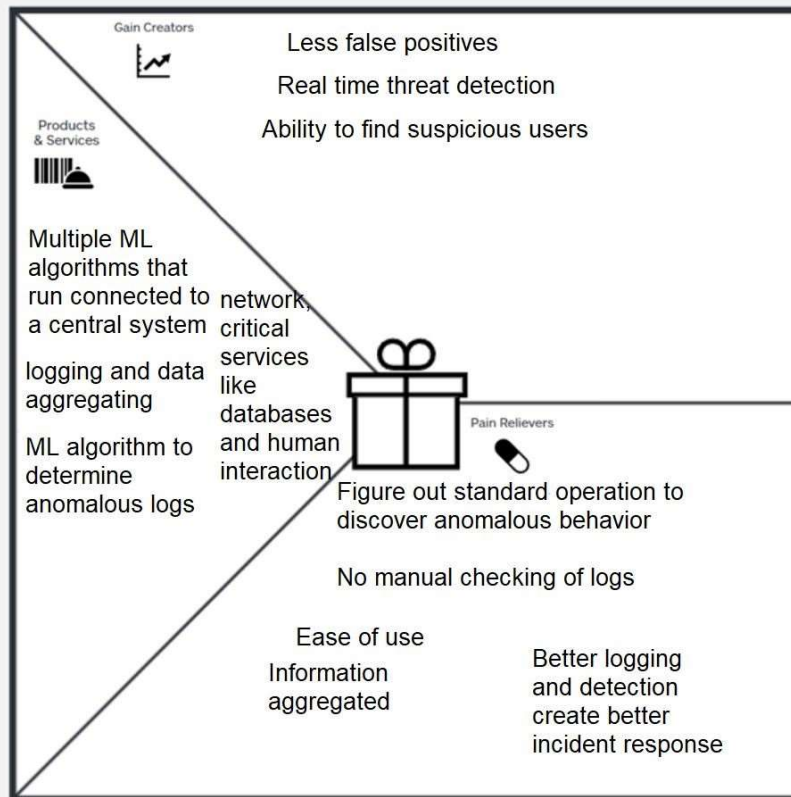 Gain Creators
Less false positives
Real time threat detection
Ability to find suspicious users
Products
& Services
Multiple ML
algorithms that
run connected to
a central system
logging and data
aggregating
ML algorithm to
determine
anomalous logs
network,
critical
services
like
databases
and human
interaction
Pain Relievers
Figure out standard operation to
discover anomalous behavior
No manual checking of logs
Ease of use
Information
aggregated
Better logging
and detection
create better
incident response